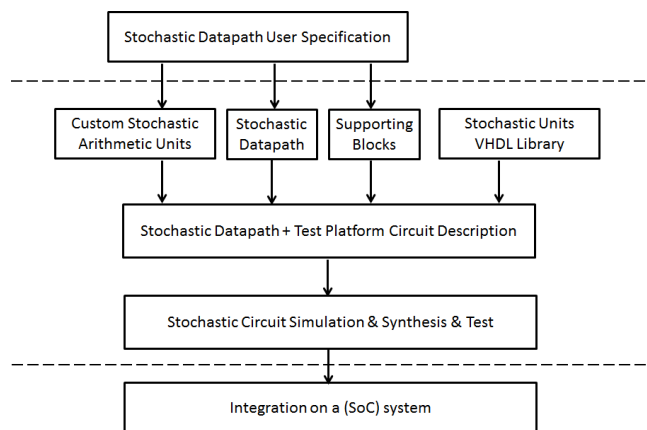 Stochastic Datapath User Specification
Custom Stochastic
Arithmetic Units
Stochastic
Datapath
Supporting
Blocks
Stochastic Units
VHDL Library
Stochastic Datapath + Test Platform Circuit Description
Stochastic Circuit Simulation & Synthesis & Test
Integration on a (SoC) system